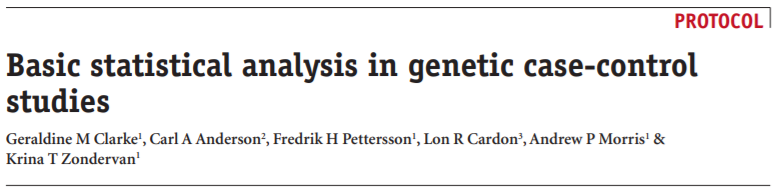 PROTOCOL
Basic statistical analysis in genetic case-control
studies
Geraldine M Clarke¹, Carl A Anderson², Fredrik H Pettersson¹, Lon R Cardon³, Andrew P Morris¹ &
Krina T Zondervan¹